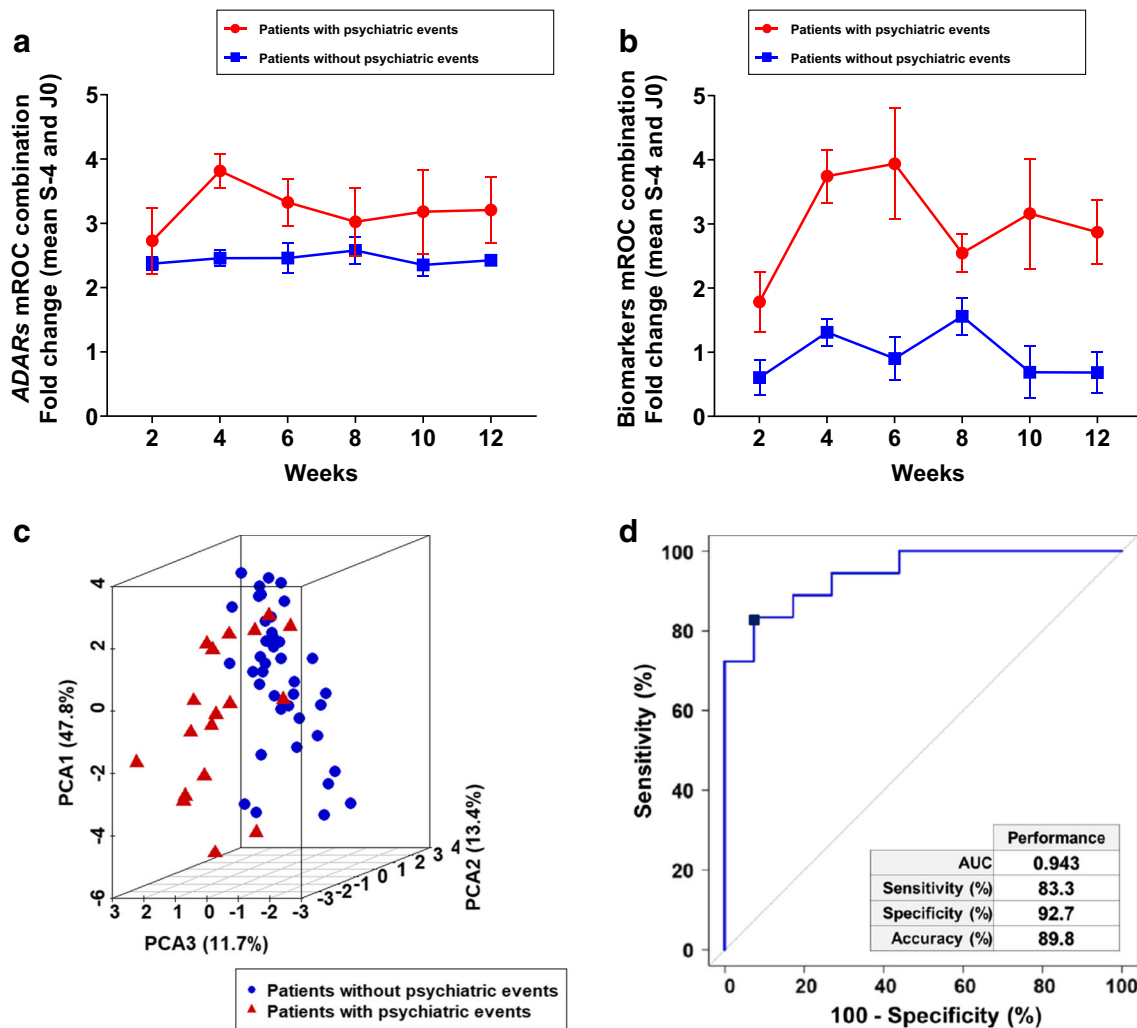 a
Patients with psychiatric events
Patients without psychiatric events
ADARs mROC combination
Fold change (mean S-4 and J0)
5
4
3
2
1
0
2 4 6 8 10 12
Weeks
b
Patients with psychiatric events
Patients without psychiatric events
Biomarkers mROC combination
Fold change (mean S-4 and J0)
5
4
3
2
1
0
2 4 6 8 10 12
Weeks
c
PCA1 (47.8%)
4
2
0
-2
-4
-6
3 2 1 0 -1 -2 -3
PCA3 (11.7%)
-3 -2 -1 0 1 2 3 4
PCA2 (13.4%)
Patients without psychiatric events
Patients with psychiatric events
d
Sensitivity (%)
100
80
60
40
20
0
Performance
AUC 0.943
Sensitivity (%) 83.3
Specificity (%) 92.7
Accuracy (%) 89.8
0 20 40 60 80 100
100 - Specificity (%)